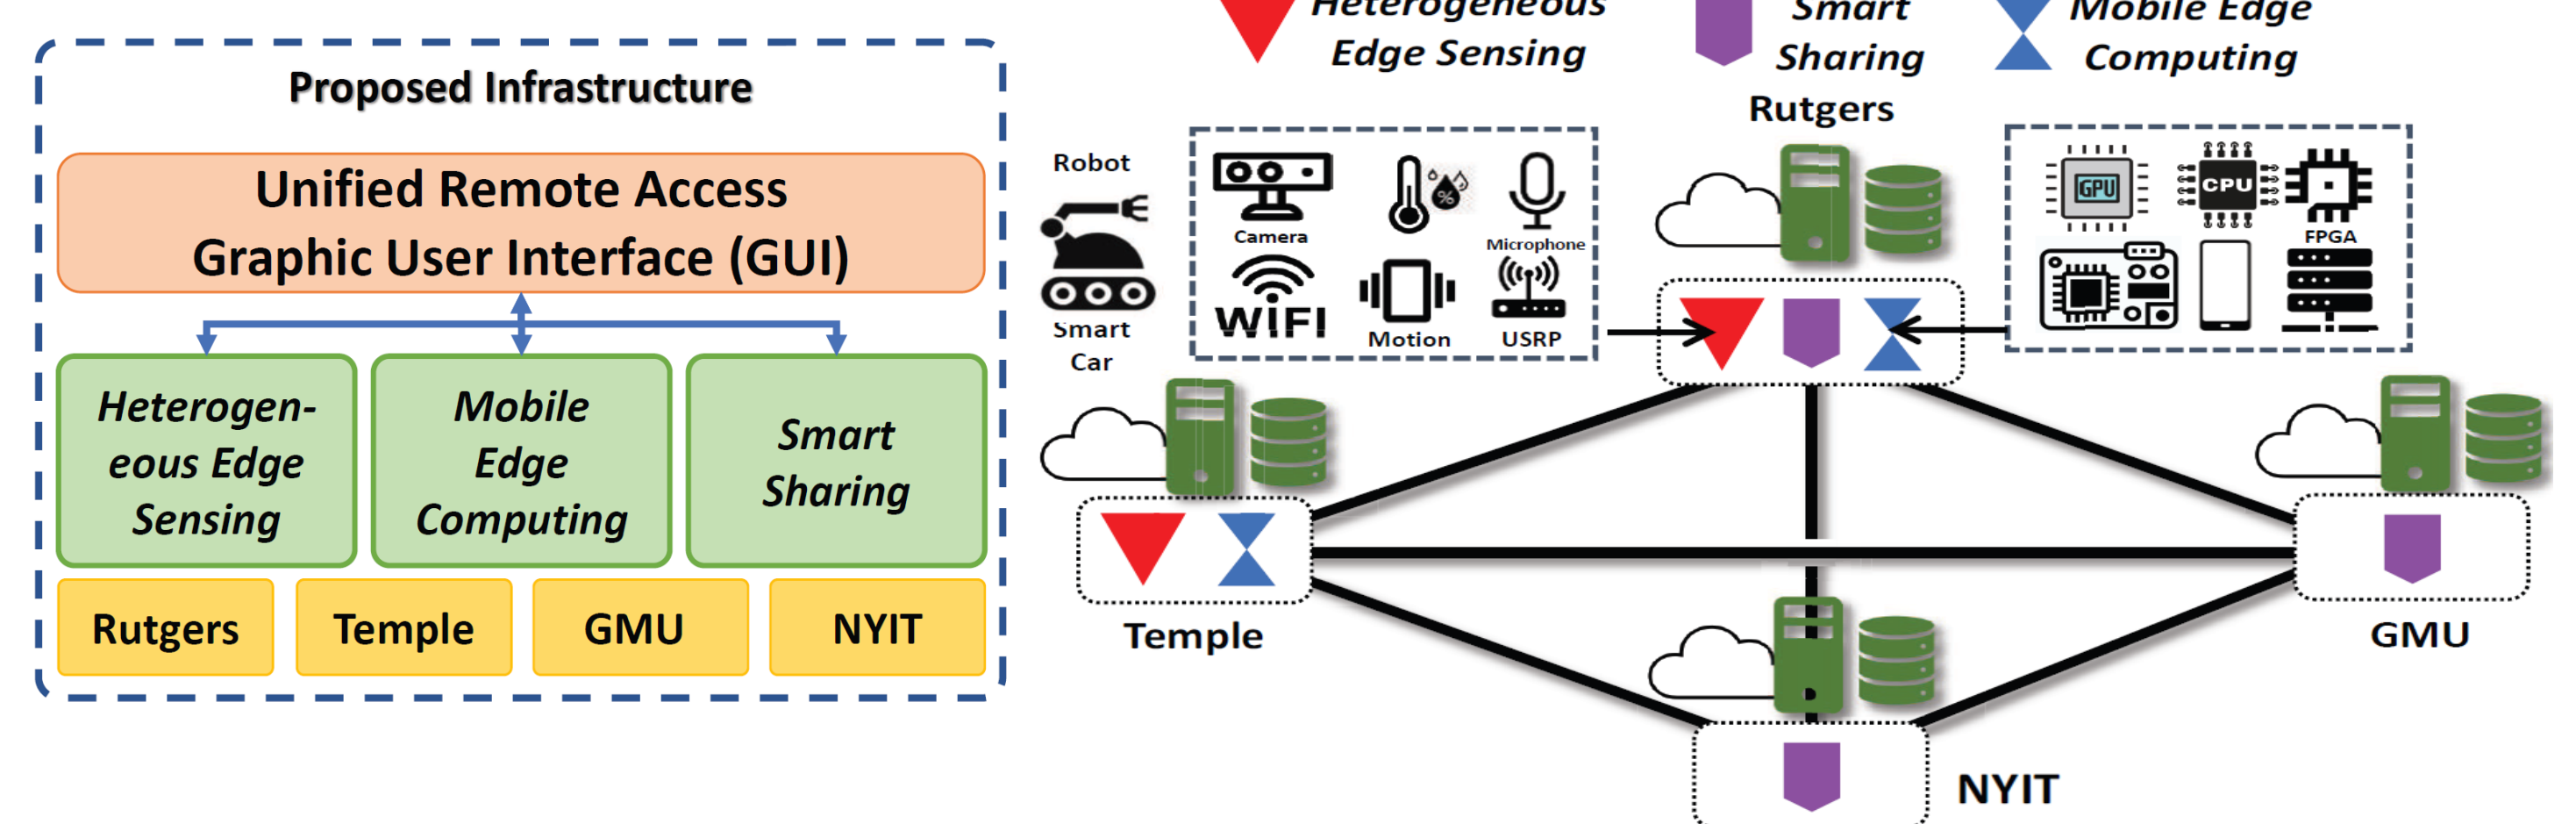 Proposed Infrastructure
Unified Remote Access
Graphic User Interface (GUI)
Heterogen-
eous Edge
Sensing
Mobile
Edge
Computing
Smart
Sharing
Rutgers
Temple
GMU
NYIT
Heterogeneous
Edge Sensing
Smart
Sharing
Mobile Edge
Computing
Rutgers
Robot
Smart
Car
Camera
%
Microphone
WiFi
Motion
USRP
GPU
CPU
FPGA
Temple
GMU
NYIT